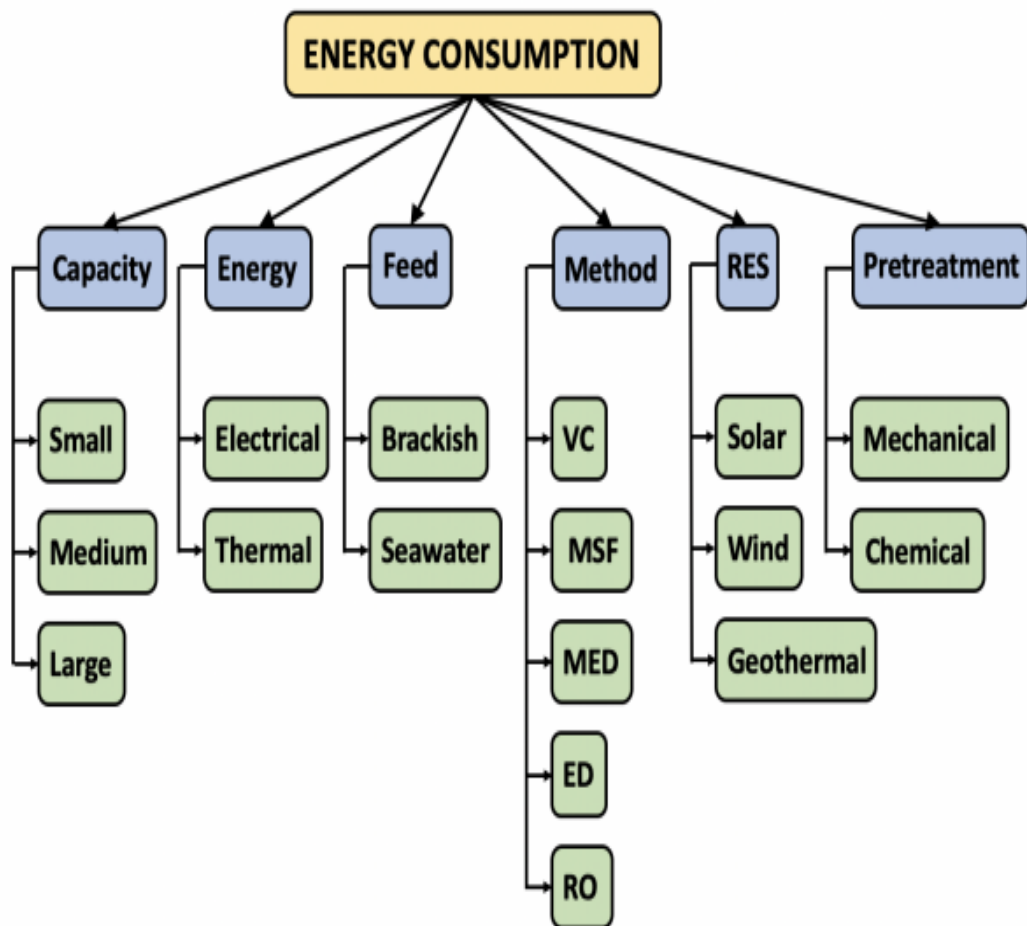 ENERGY CONSUMPTION
Capacity
Energy
Feed
Method
RES
Pretreatment
Small
Medium
Large
Electrical
Thermal
Brackish
Seawater
VC
MSF
MED
ED
RO
Solar
Wind
Geothermal
Mechanical
Chemical